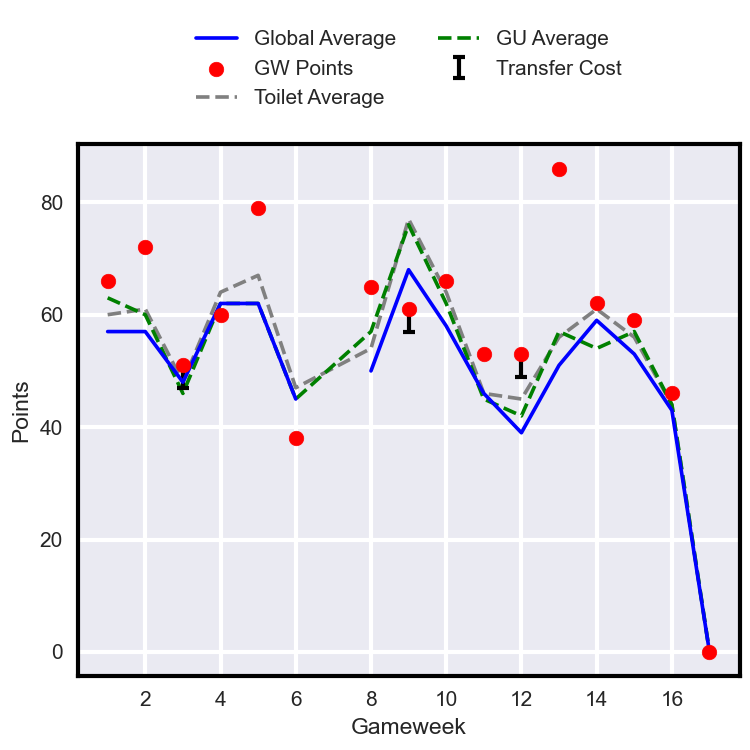 Global Average
GW Points
Toilet Average
GU Average
Transfer Cost
Points
80
60
40
20
0
2 4 6 8 10 12 14 16
Gameweek